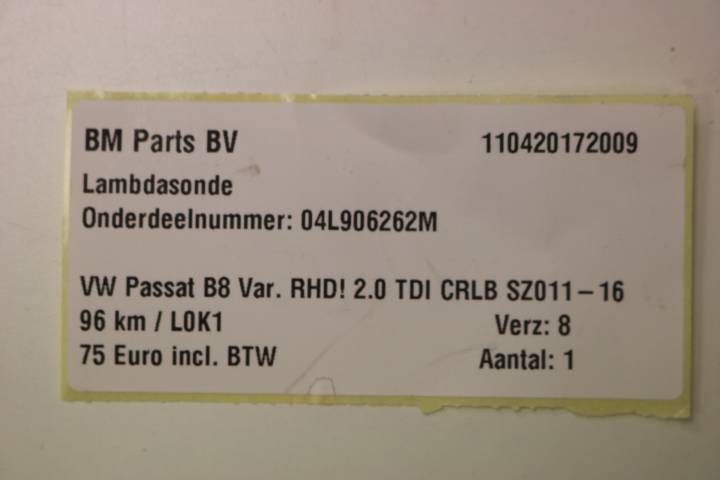 BM Parts BV 110420172009
Lambdasonde
Onderdeelnummer: 04L906262M
VW Passat B8 Var. RHD! 2.0 TDI CRLB SZ011-16
96 km / L0K1 Verz: 8
75 Euro incl. BTW Aantal: 1